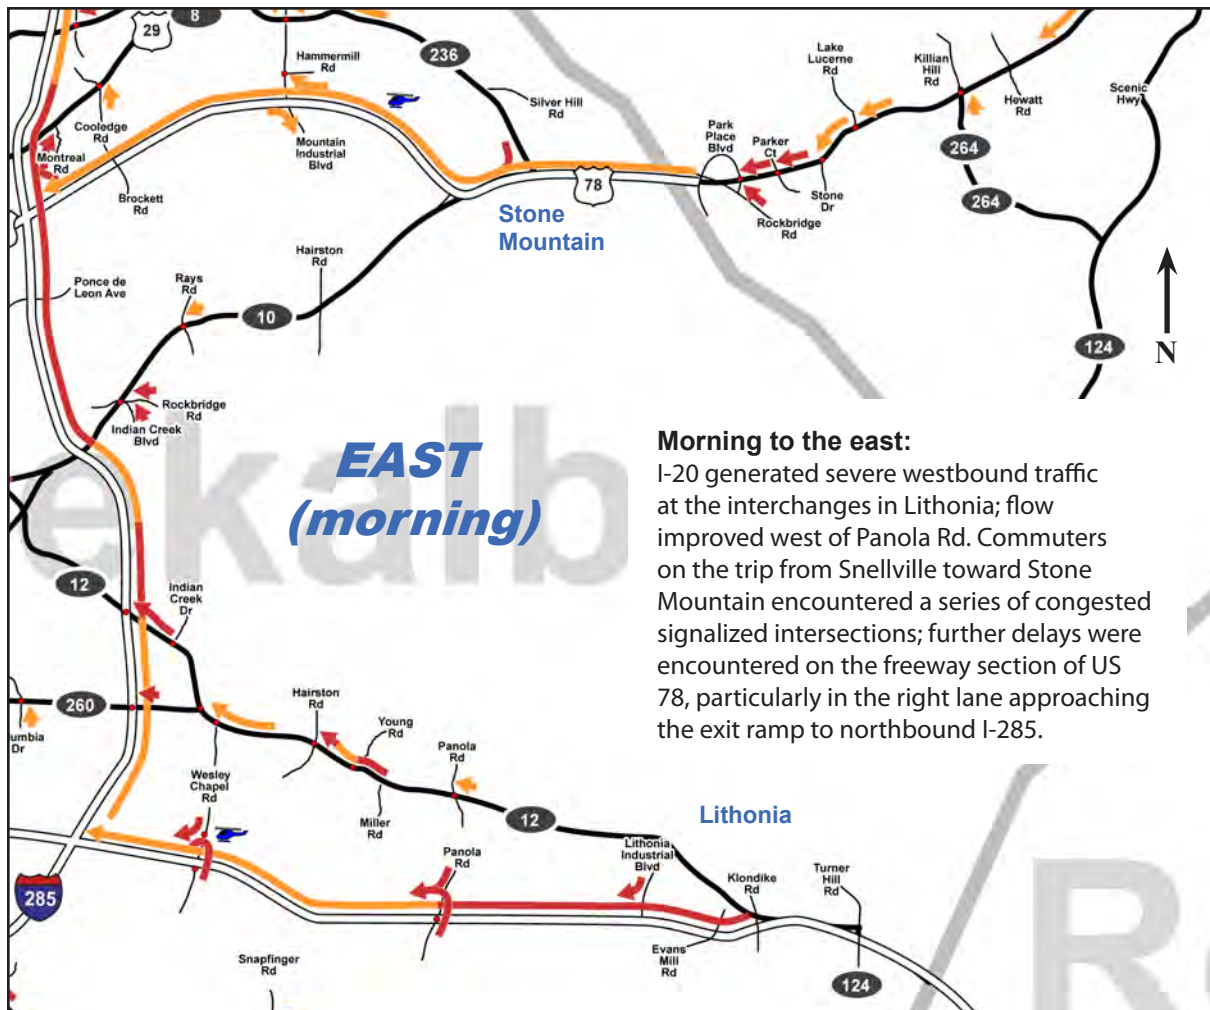 8
29
236
Hammermill
Rd
Silver Hill
Rd
Lake
Lucerne
Rd
Killian
Hill
Rd
Hewatt
Rd
Scenic
Hwy
Cooledge
Rd
Montreal
Rd
Mountain
Industrial
Blvd
Brockett
Rd
Park
Place
Blvd
Parker
Ct
264
264
78
Stone
Dr
Rockbridge
Rd
Stone
Mountain
Hairston
Rd
Ponce de
Leon Ave
Rays
Rd
10
124
N
Rockbridge
Rd
Indian Creek
Blvd
ekalb
EAST
(morning)
Morning to the east:
I-20 generated severe westbound traffic
at the interchanges in Lithonia; flow
improved west of Panola Rd. Commuters
on the trip from Snellville toward Stone
Mountain encountered a series of congested
signalized intersections; further delays were
encountered on the freeway section of US
78, particularly in the right lane approaching
the exit ramp to northbound I-285.
12
Indian
Creek
Dr
260
umbia
Dr
Hairston
Rd
Young
Rd
Panola
Rd
Wesley
Chapel
Rd
Miller
Rd
12
Lithonia
Panola
Rd
Lithonia
Industrial
Blvd
Klondike
Rd
Turner
Hill
Rd
285
Evans
Mill
Rd
Snapfinger
Rd
124